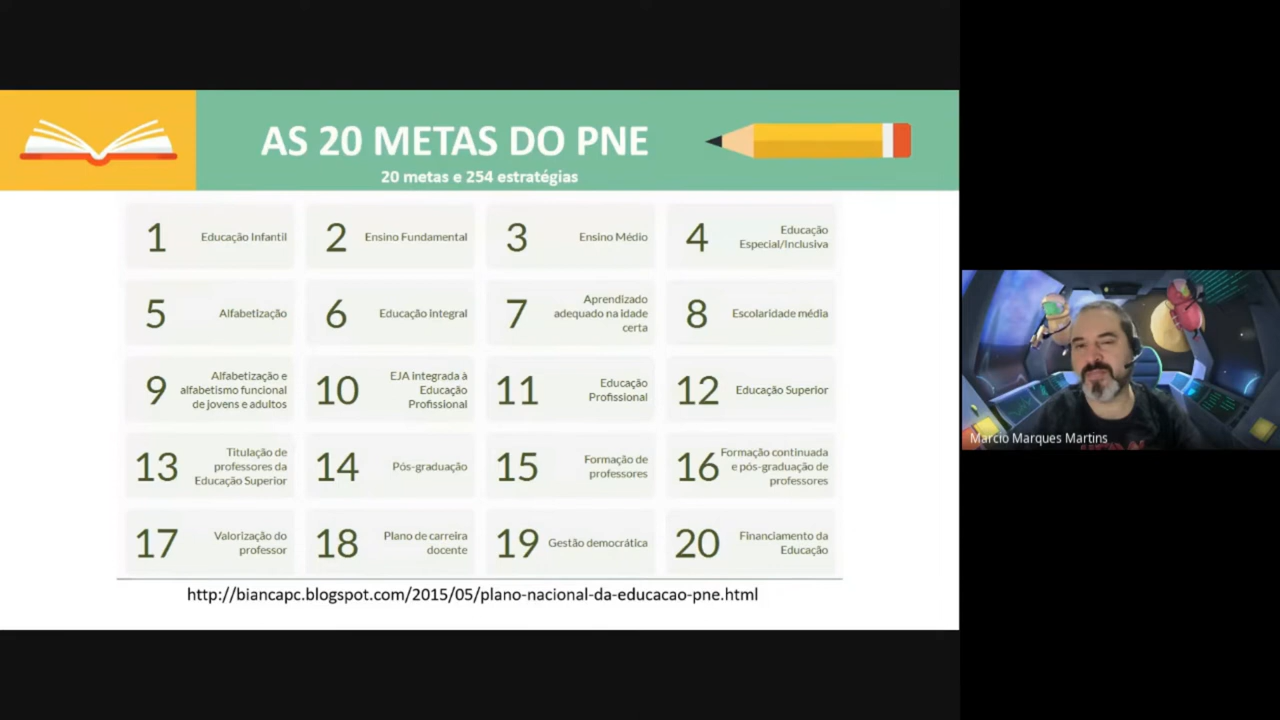 AS 20 METAS DO PNE
20 metas e 254 estratégias
1
Educação Infantil
2
Ensino Fundamental
3
Ensino Médio
4
Educação
Especial/Inclusiva
5
Alfabetização
6
Educação integral
7
Aprendizado
adequado na idade
certa
8
Escolaridade média
9
Alfabetização e
alfabetismo funcional
de jovens e adultos
10
EJA integrada à
Educação
Profissional
11
Educação
Profissional
12
Educação Superior
13
Titulação de
professores da
Educação Superior
14
Pós-graduação
15
Formação de
professores
16
Formação continuada
e pós-graduação de
professores
17
Valorização do
professor
18
Plano de carreira
docente
19
Gestão democrática
20
Financiamento da
Educação
http://biancapc.blogspot.com/2015/05/plano-nacional-da-educacao-pne.html
Marcio Marques Martins